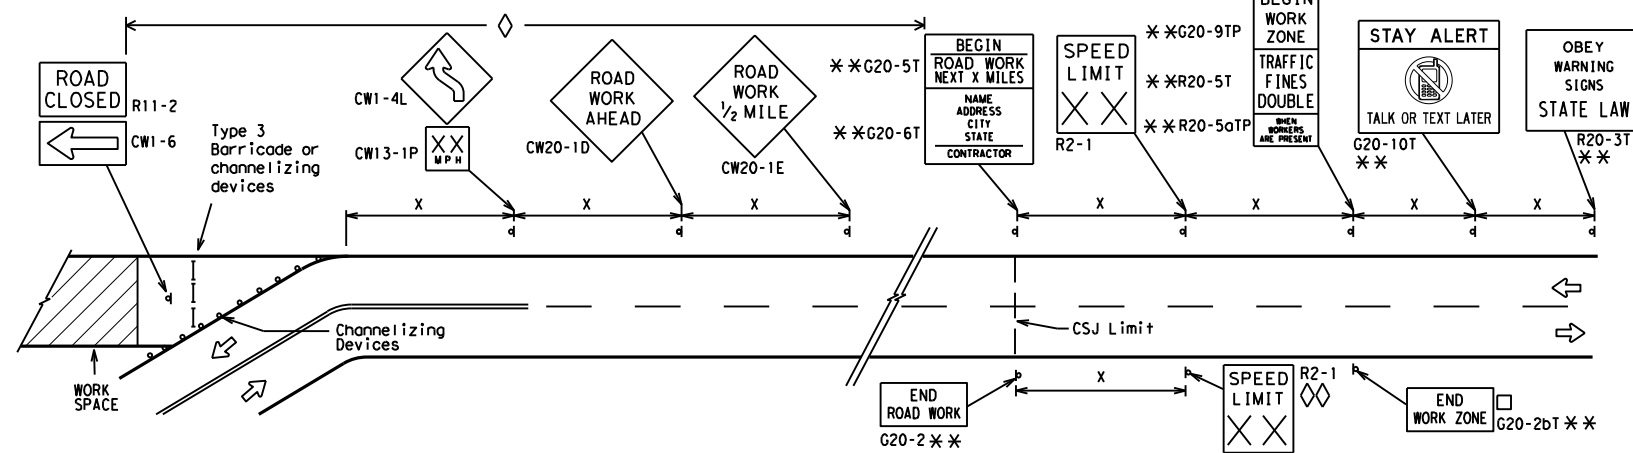 ROAD
CLOSED
R11-2
CW1-6
Type 3
Barricade or
channelizing
devices
CW1-4L
XX
MPH
CW13-1P
ROAD
WORK
AHEAD
CW20-1D
ROAD
WORK
1/2 MILE
CW20-1E
* *G20-5T
* *G20-6T
BEGIN
ROAD WORK
NEXT X MILES
NAME
ADDRESS
CITY
STATE
CONTRACTOR
SPEED
LIMIT
XX
R2-1
* *G20-9TP
* *R20-5T
* *R20-5aTP
BEGIN
WORK
ZONE
TRAFFIC
FINES
DOUBLE
WHEN
WORKERS
ARE PRESENT
STAY ALERT
TALK OR TEXT LATER
G20-10T
* *
OBEY
WARNING
SIGNS
STATE LAW
R20-3T
* *
X
X
X
X
X
X
X
Channelizing
Devices
CSJ Limit
WORK
SPACE
END
ROAD WORK
G20-2 * *
X
SPEED
LIMIT
XX
R2-1
END
WORK ZONE
G20-2bT * *